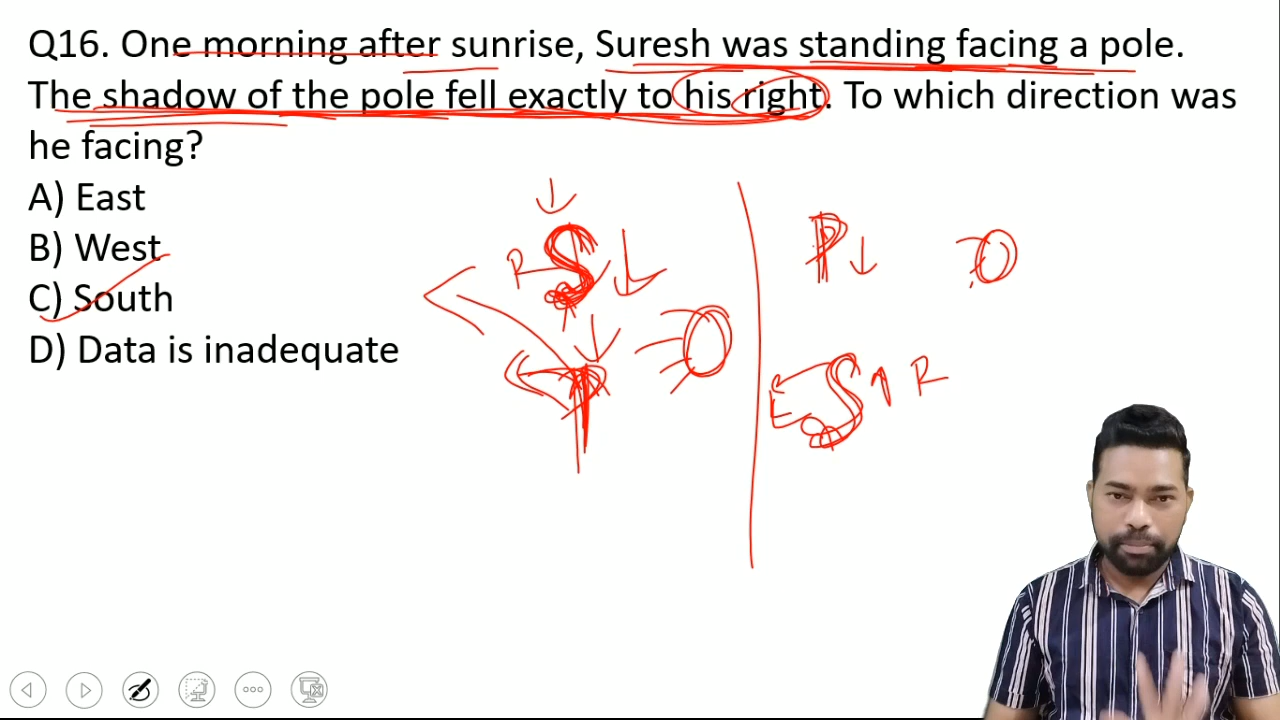 Q16. One morning after sunrise, Suresh was standing facing a pole.
The shadow of the pole fell exactly to his right. To which direction was
he facing?
A) East
B) West
C) South
D) Data is inadequate
R S
P
P
S R